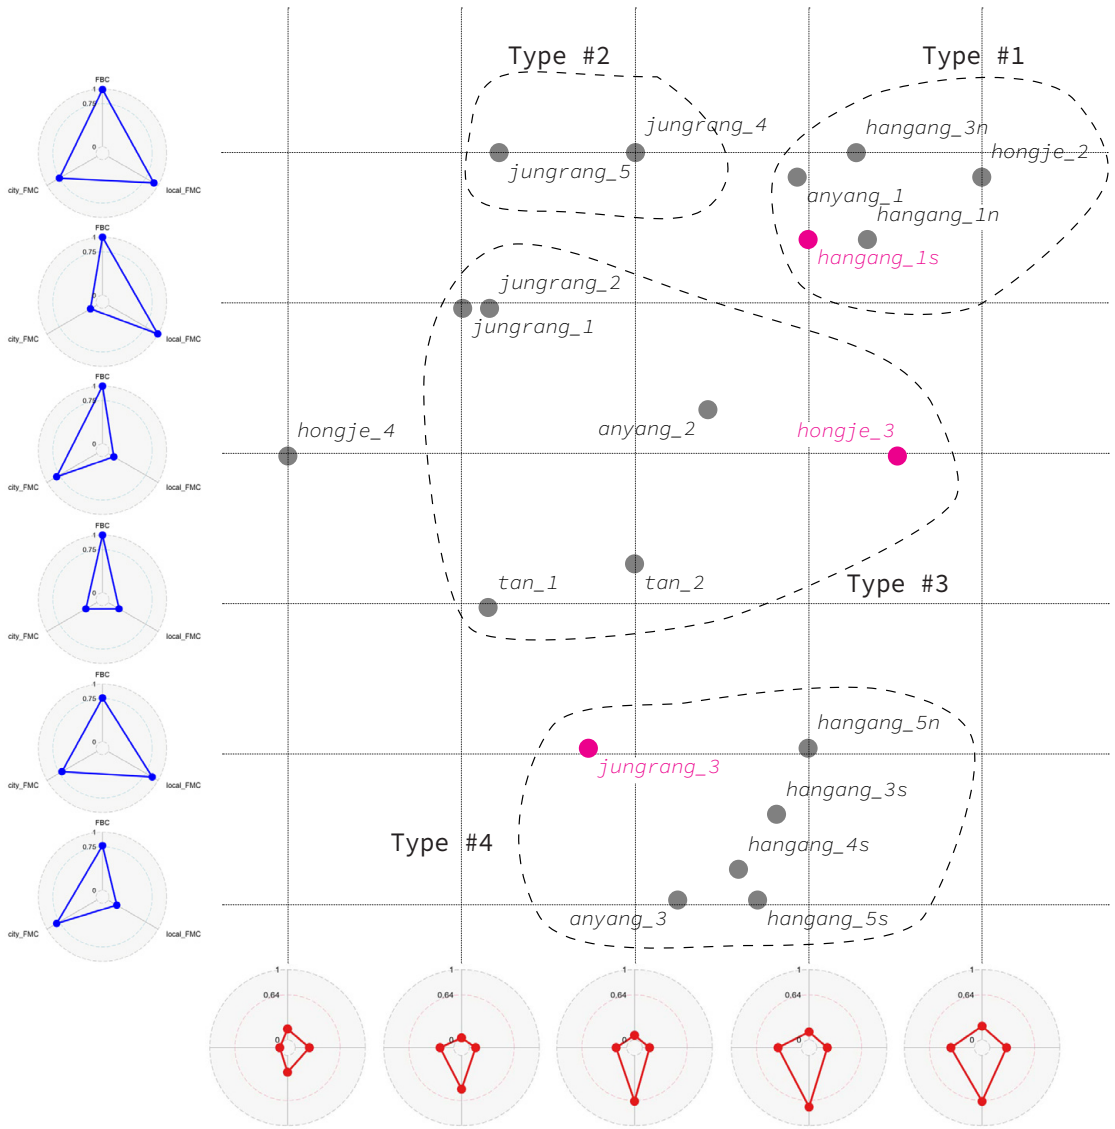 Type #2
Type #1
jungrang_4
hangang_3n
hongje_2
jungrang_5
anyang_1
hangang_1n
hangang_1s
jungrang_2
jungrang_1
hongje_4
anyang_2
hongje_3
tan_1
tan_2
Type #3
hangang_5n
jungrang_3
hangang_3s
Type #4
hangang_4s
anyang_3
hangang_5s
FBC
1
0.75
0
city_FMC
local_FMC
FBC
1
0.75
0
city_FMC
local_FMC
FBC
1
0.75
0
city_FMC
local_FMC
FBC
1
0.75
0
city_FMC
local_FMC
FBC
1
0.75
0
city_FMC
local_FMC
FBC
1
0.75
0
city_FMC
local_FMC
1
0.64
0
1
0.64
0
1
0.64
0
1
0.64
0
1
0.64
0